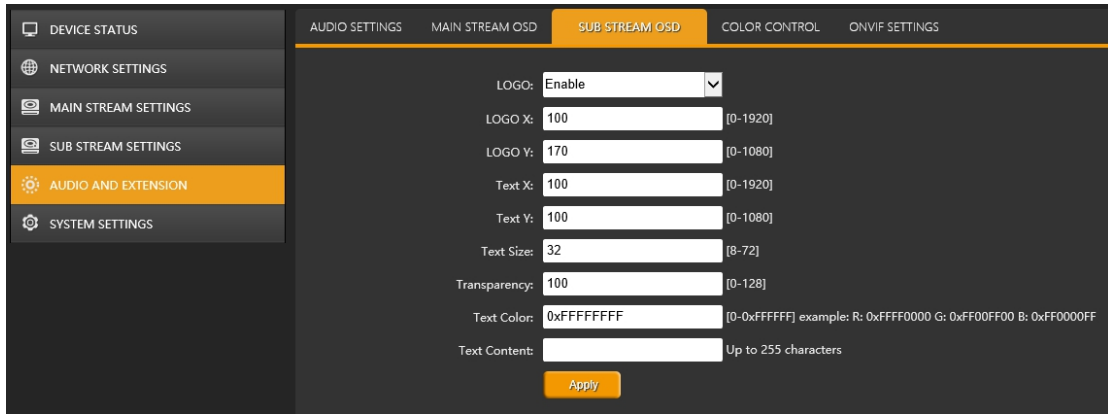 DEVICE STATUS
NETWORK SETTINGS
MAIN STREAM SETTINGS
SUB STREAM SETTINGS
AUDIO AND EXTENSION
SYSTEM SETTINGS
AUDIO SETTINGS MAIN STREAM OSD SUB STREAM OSD COLOR CONTROL ONVIF SETTINGS
LOGO: Enable
LOGO X: 100 [0-1920]
LOGO Y: 170 [0-1080]
Text X: 100 [0-1920]
Text Y: 100 [0-1080]
Text Size: 32 [8-72]
Transparency: 100 [0-128]
Text Color: 0xFFFFFFFF [0-0xFFFFFF] example: R: 0xFFFF0000 G: 0xFF00FF00 B: 0xFF0000FF
Text Content: Up to 255 characters
Apply